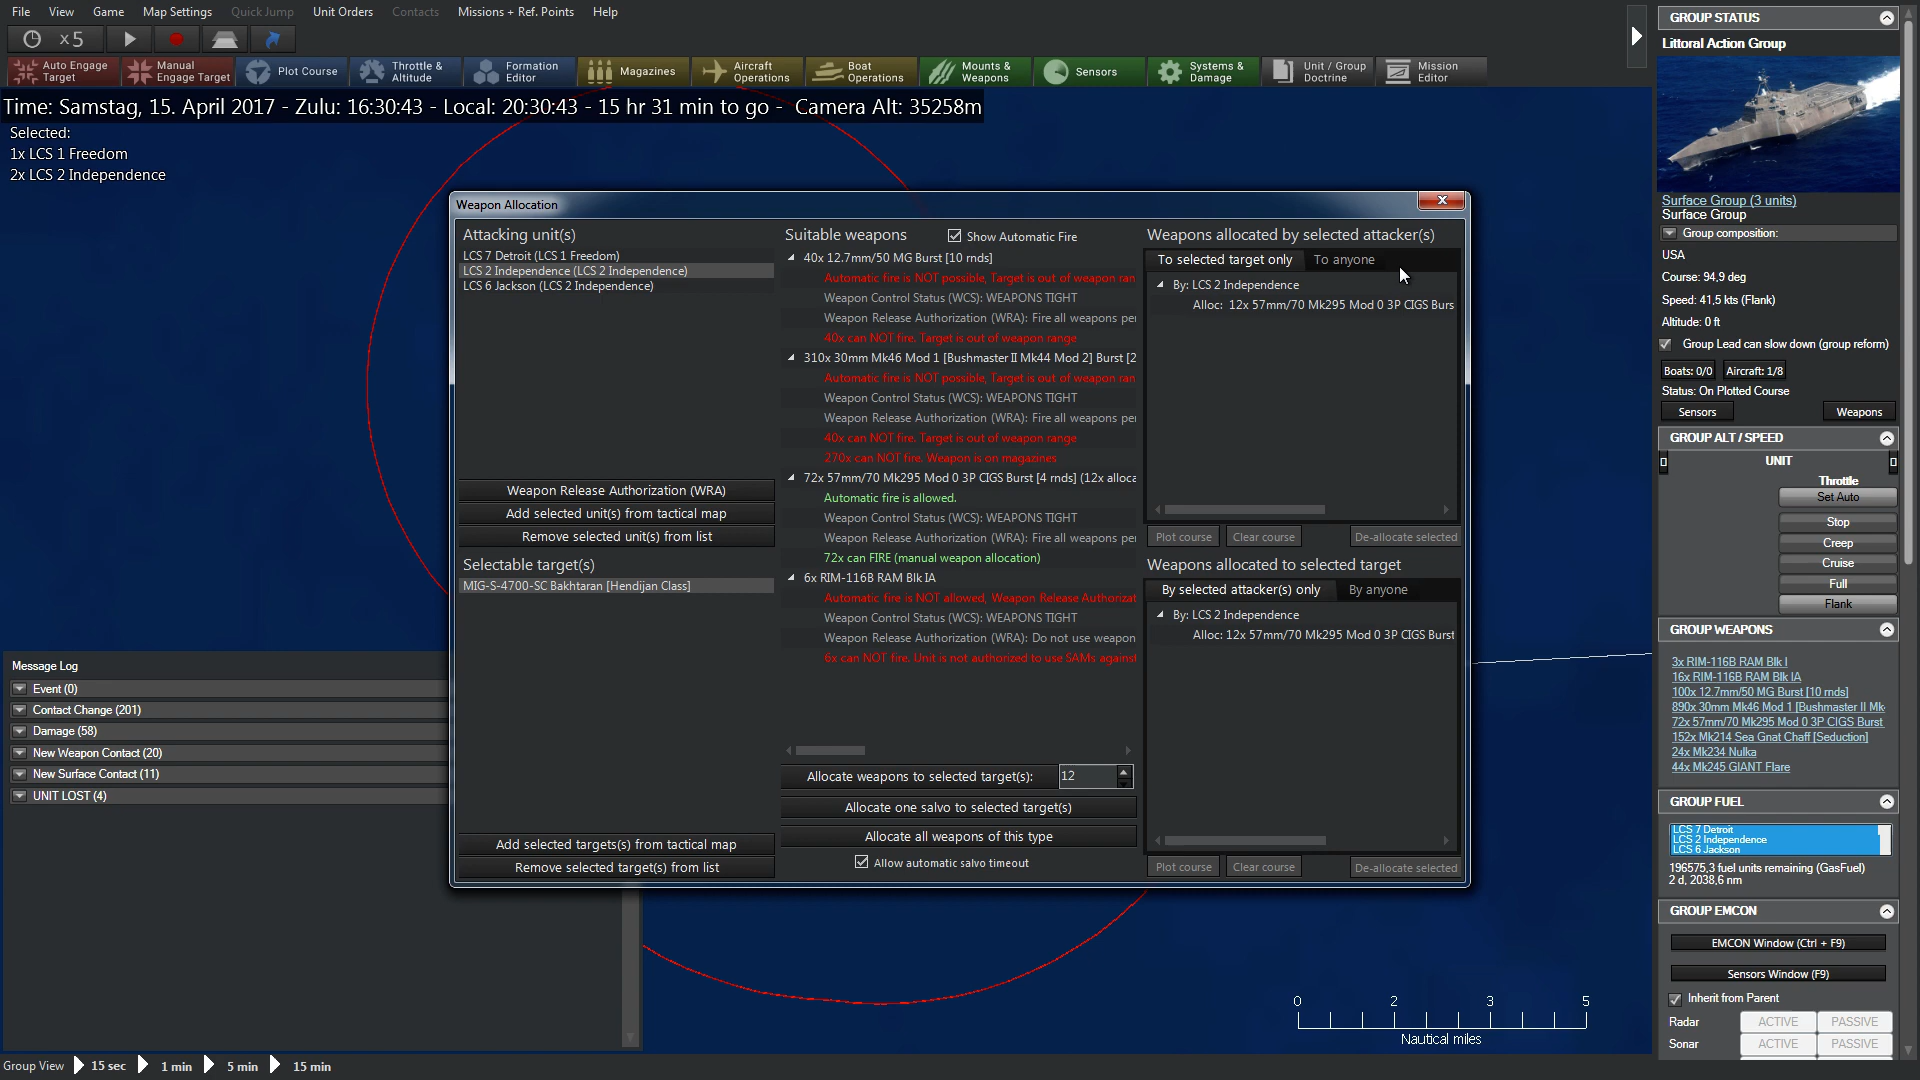 File View Game Map Settings Quick Jump Unit Orders Contacts Missions + Ref. Points Help
x 5
Auto Engage Target
Manual Engage Target
Plot Course
Throttle & Altitude
Formation Editor
Magazines
Aircraft Operations
Boat Operations
Mounts & Weapons
Sensors
Systems & Damage
Unit / Group Doctrine
Mission Editor
Time: Samstag, 15. April 2017 - Zulu: 16:30:43 - Local: 20:30:43 - 15 hr 31 min to go - Camera Alt: 35258m
Selected:
1x LCS 1 Freedom
2x LCS 2 Independence
Weapon Allocation
Attacking unit(s)
LCS 7 Detroit (LCS 1 Freedom)
LCS 2 Independence (LCS 2 Independence)
LCS 6 Jackson (LCS 2 Independence)
Weapon Release Authorization (WRA)
Add selected unit(s) from tactical map
Remove selected unit(s) from list
Selectable target(s)
MIG-S-4700-SC Bakhtaran [Hendijan Class]
Add selected targets(s) from tactical map
Remove selected target(s) from list
Suitable weapons
Show Automatic Fire
40x 12.7mm/50 MG Burst [10 rnds]
Automatic fire is NOT possible, Target is out of weapon ran
Weapon Control Status (WCS): WEAPONS TIGHT
Weapon Release Authorization (WRA): Fire all weapons per
40x can NOT fire. Target is out of weapon range
310x 30mm Mk46 Mod 1 [Bushmaster II Mk44 Mod 2] Burst [2
Automatic fire is NOT possible, Target is out of weapon ran
Weapon Control Status (WCS): WEAPONS TIGHT
Weapon Release Authorization (WRA): Fire all weapons per
40x can NOT fire. Target is out of weapon range
270x can NOT fire. Weapon is on magazines
72x 57mm/70 Mk295 Mod 0 3P CIGS Burst [4 rnds] (12x alloca
Automatic fire is allowed.
Weapon Control Status (WCS): WEAPONS TIGHT
Weapon Release Authorization (WRA): Fire all weapons per
72x can FIRE (manual weapon allocation)
6x RIM-116B RAM Blk IA
Automatic fire is NOT allowed, Weapon Release Authorizat
Weapon Control Status (WCS): WEAPONS TIGHT
Weapon Release Authorization (WRA): Do not use weapon
6x can NOT fire. Unit is not authorized to use SAMs against
Allocate weapons to selected target(s): 12
Allocate one salvo to selected target(s)
Allocate all weapons of this type
Allow automatic salvo timeout
Weapons allocated by selected attacker(s)
To selected target only To anyone
By: LCS 2 Independence
Alloc: 12x 57mm/70 Mk295 Mod 0 3P CIGS Burs
Plot course Clear course De-allocate selected
Weapons allocated to selected target
By selected attacker(s) only By anyone
By: LCS 2 Independence
Alloc: 12x 57mm/70 Mk295 Mod 0 3P CIGS Burst
Plot course Clear course De-allocate selected
Message Log
Event (0)
Contact Change (201)
Damage (58)
New Weapon Contact (20)
New Surface Contact (11)
UNIT LOST (4)
0 2 3 5
Nautical miles
Group View 15 sec 1 min 5 min 15 min
GROUP STATUS
Littoral Action Group
Surface Group (3 units)
Surface Group
Group composition:
USA
Course: 94,9 deg
Speed: 41,5 kts (Flank)
Altitude: 0 ft
Group Lead can slow down (group reform)
Boats: 0/0 Aircraft: 1/8
Status: On Plotted Course
Sensors Weapons
GROUP ALT / SPEED
UNIT
Throttle
Set Auto
Stop
Creep
Cruise
Full
Flank
GROUP WEAPONS
3x RIM-116B RAM Blk I
16x RIM-116B RAM Blk IA
100x 12.7mm/50 MG Burst [10 rnds]
890x 30mm Mk46 Mod 1 [Bushmaster II Mk
72x 57mm/70 Mk295 Mod 0 3P CIGS Burst
152x Mk214 Sea Gnat Chaff [Seduction]
24x Mk234 Nulka
44x Mk245 GIANT Flare
GROUP FUEL
LCS 7 Detroit
LCS 2 Independence
LCS 6 Jackson
196575,3 fuel units remaining (GasFuel)
2 d, 2038,6 nm
GROUP EMCON
EMCON Window (Ctrl + F9)
Sensors Window (F9)
Inherit from Parent
Radar ACTIVE PASSIVE
Sonar ACTIVE PASSIVE